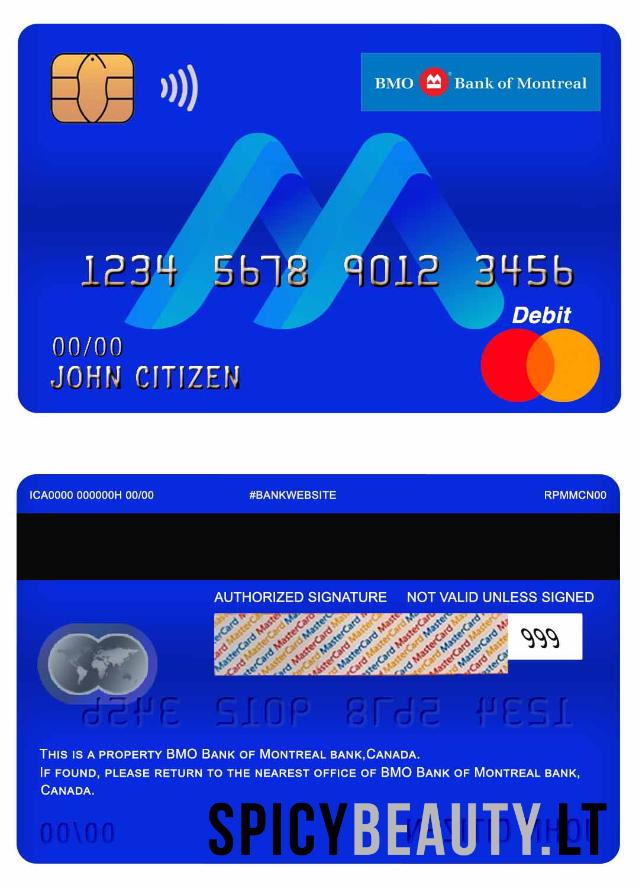 BMO Bank of Montreal
1234 5678 9012 3456
Debit
00/00
JOHN CITIZEN
ICA0000 000000H 00/00 #BANKWEBSITE RPMMCN00
AUTHORIZED SIGNATURE NOT VALID UNLESS SIGNED
999
THIS IS A PROPERTY BMO BANK OF MONTREAL BANK,CANADA.
IF FOUND, PLEASE RETURN TO THE NEAREST OFFICE OF BMO BANK OF MONTREAL BANK,
CANADA.
00/00
SPICYBEAUTY.LT